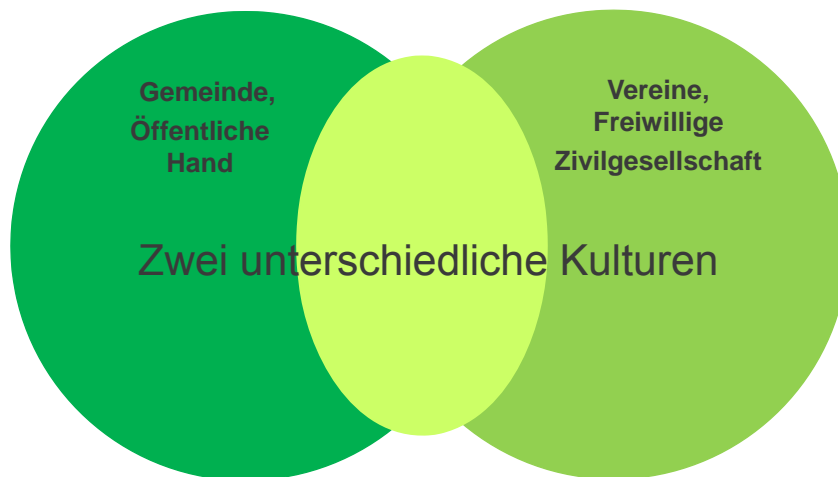 Gemeinde,
Öffentliche
Hand
Vereine,
Freiwillige
Zivilgesellschaft
Zwei unterschiedliche Kulturen